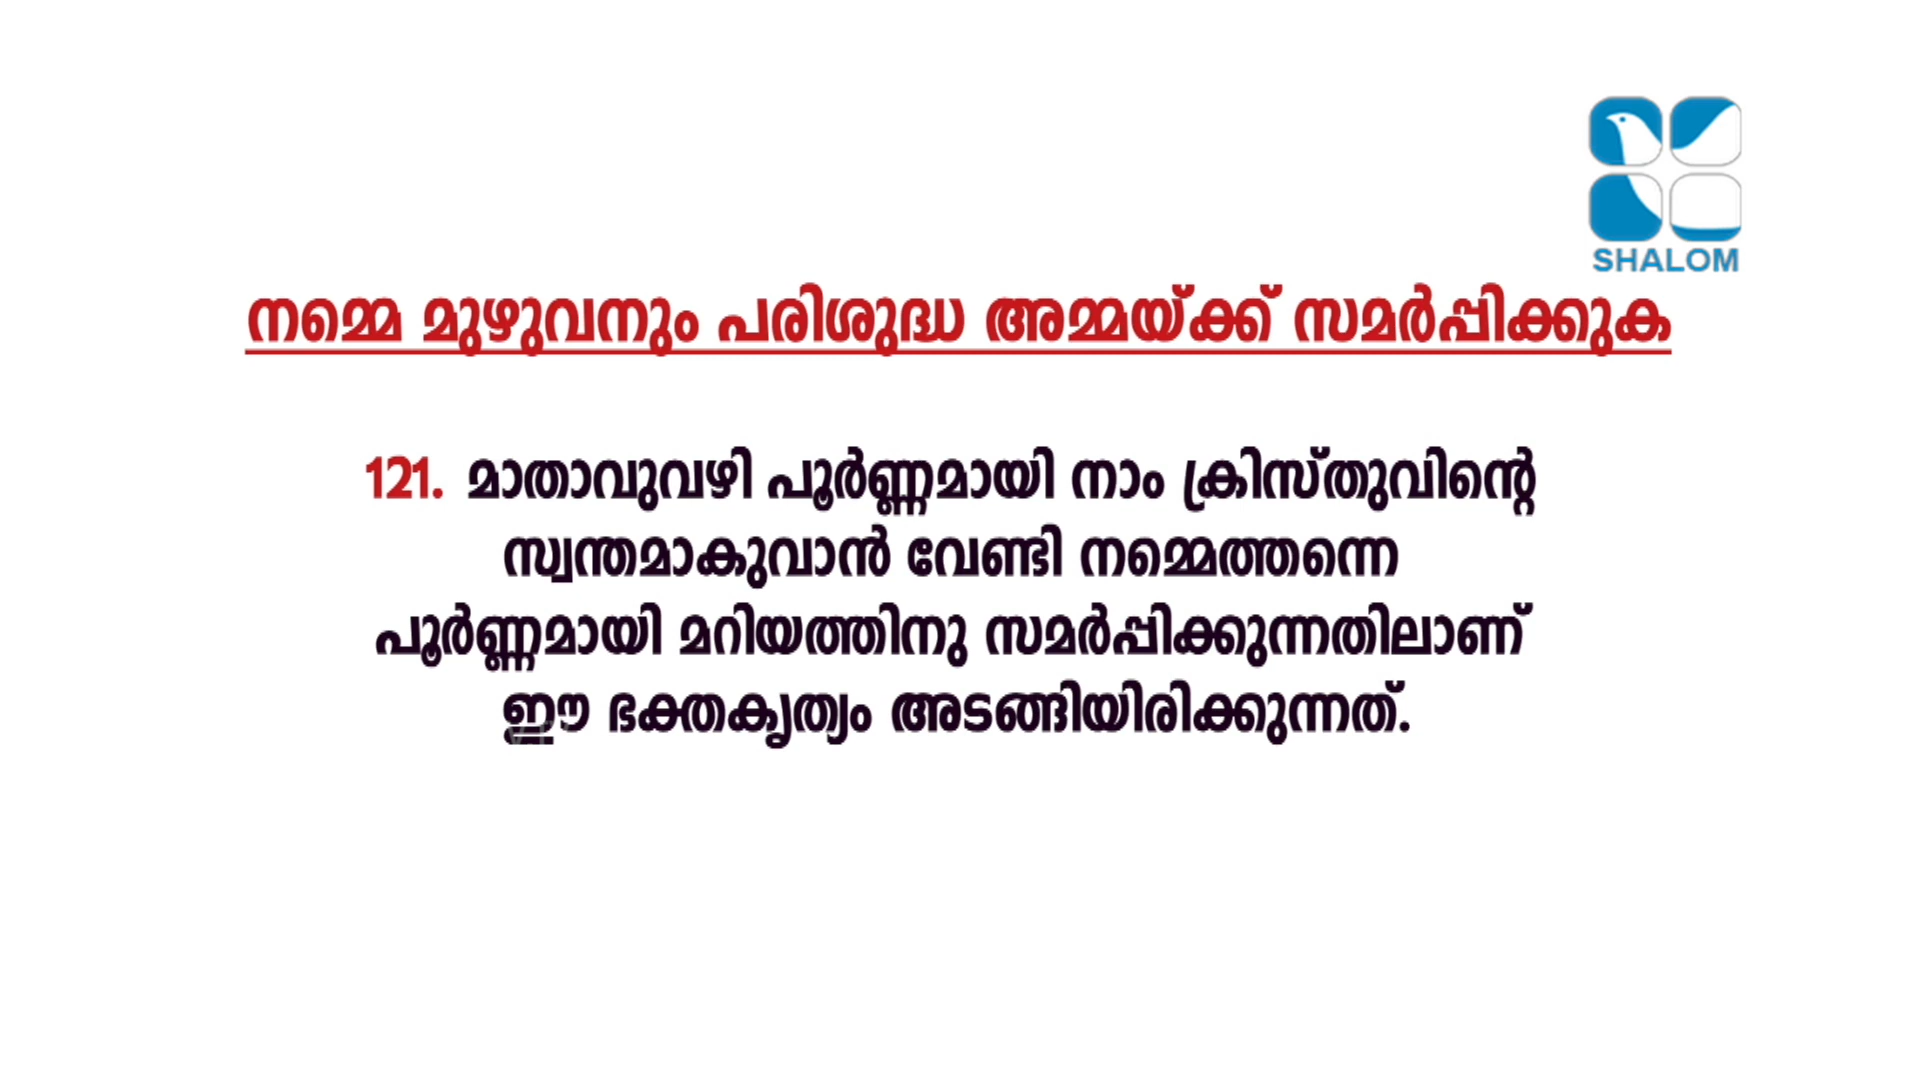 SHALOM
നമ്മെ മുഴുവനും പരിശുദ്ധ അമ്മയ്ക്ക് സമർപ്പിക്കുക
121. മാതാവുവഴി പൂർണ്ണമായി നാം ക്രിസ്തുവിന്റെ
സ്വന്തമാകുവാൻ വേണ്ടി നമ്മെത്തന്നെ
പൂർണ്ണമായി മറിയത്തിനു സമർപ്പിക്കുന്നതിലാണ്
ഈ ഭക്തകൃത്യം അടങ്ങിയിരിക്കുന്നത്.